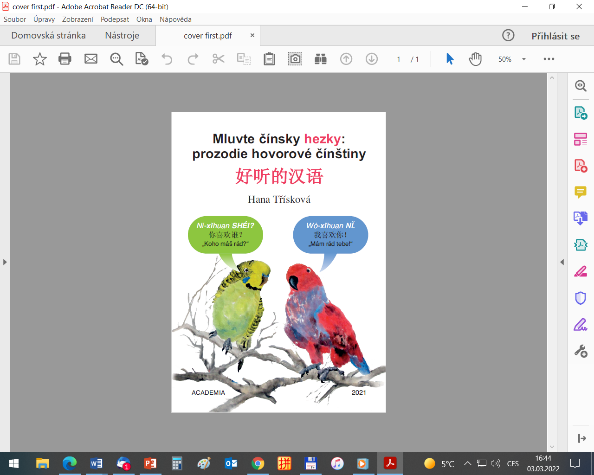 cover first.pdf - Adobe Acrobat Reader DC (64-bit)
Soubor Úpravy Zobrazení Podepsat Okna Nápověda
Domovská stránka Nástroje cover first.pdf × Přihlásit se
1 / 1 50%
Mluvte čínsky hezky:
prozodie hovorové čínštiny
好听的汉语
Hana Třísková
Ni-xǐhuan SHÉI?
你喜欢谁?
„Koho máš rád?“
Wǒ-xǐhuan NǏ.
我喜欢你!
„Mám rád tebe!“
ACADEMIA 2021
5°C CES 16:44
03.03.2022